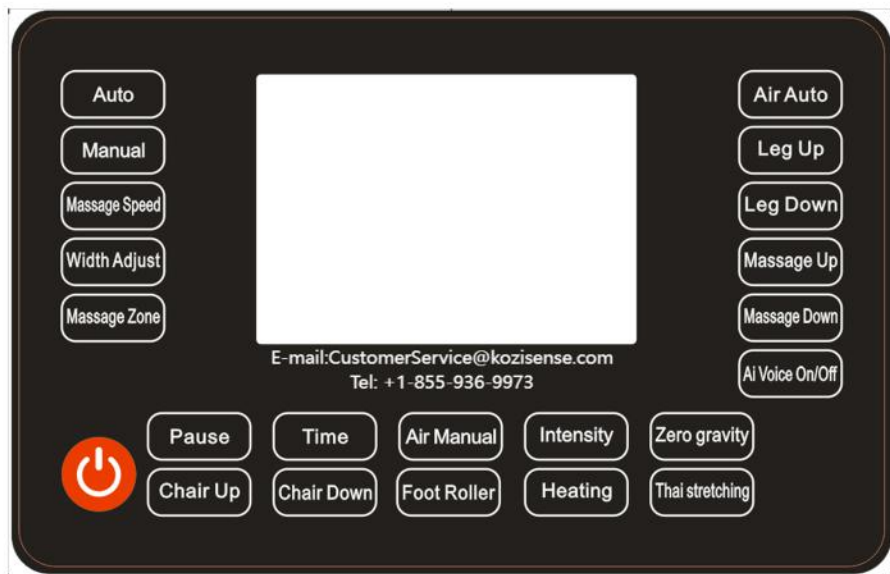 Auto
Manual
Massage Speed
Width Adjust
Massage Zone
Air Auto
Leg Up
Leg Down
Massage Up
Massage Down
Ai Voice On/Off
E-mail:CustomerService@kozisense.com
Tel: +1-855-936-9973
Pause
Time
Air Manual
Intensity
Zero gravity
Chair Up
Chair Down
Foot Roller
Heating
Thai stretching